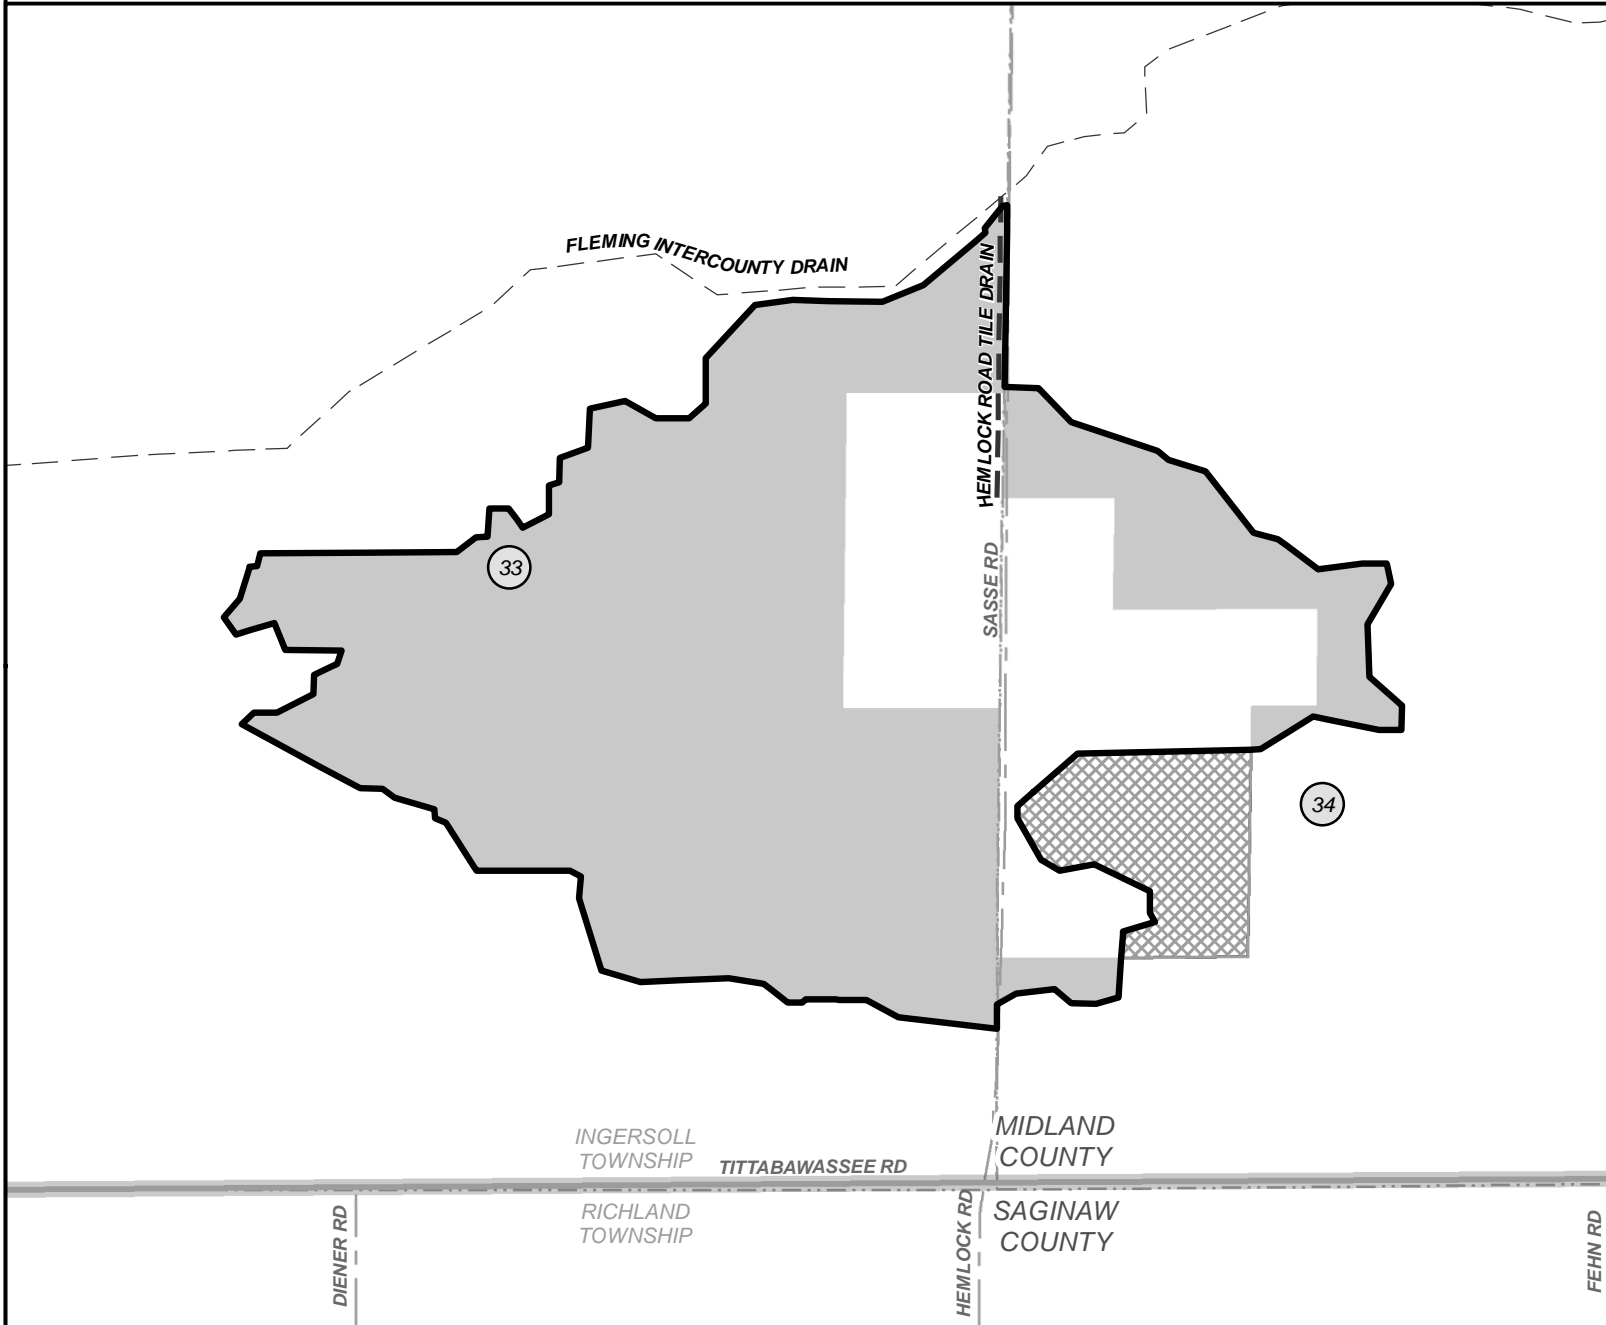 FLEMING INTERCOUNTY DRAIN
HEMLOCK ROAD TILE DRAIN
33
SASSE RD
34
INGERSOLL
TOWNSHIP
TITTABAWASSEE RD
MIDLAND
COUNTY
RICHLAND
TOWNSHIP
SAGINAW
COUNTY
DIENER RD
HEMLOCK RD
FEHN RD